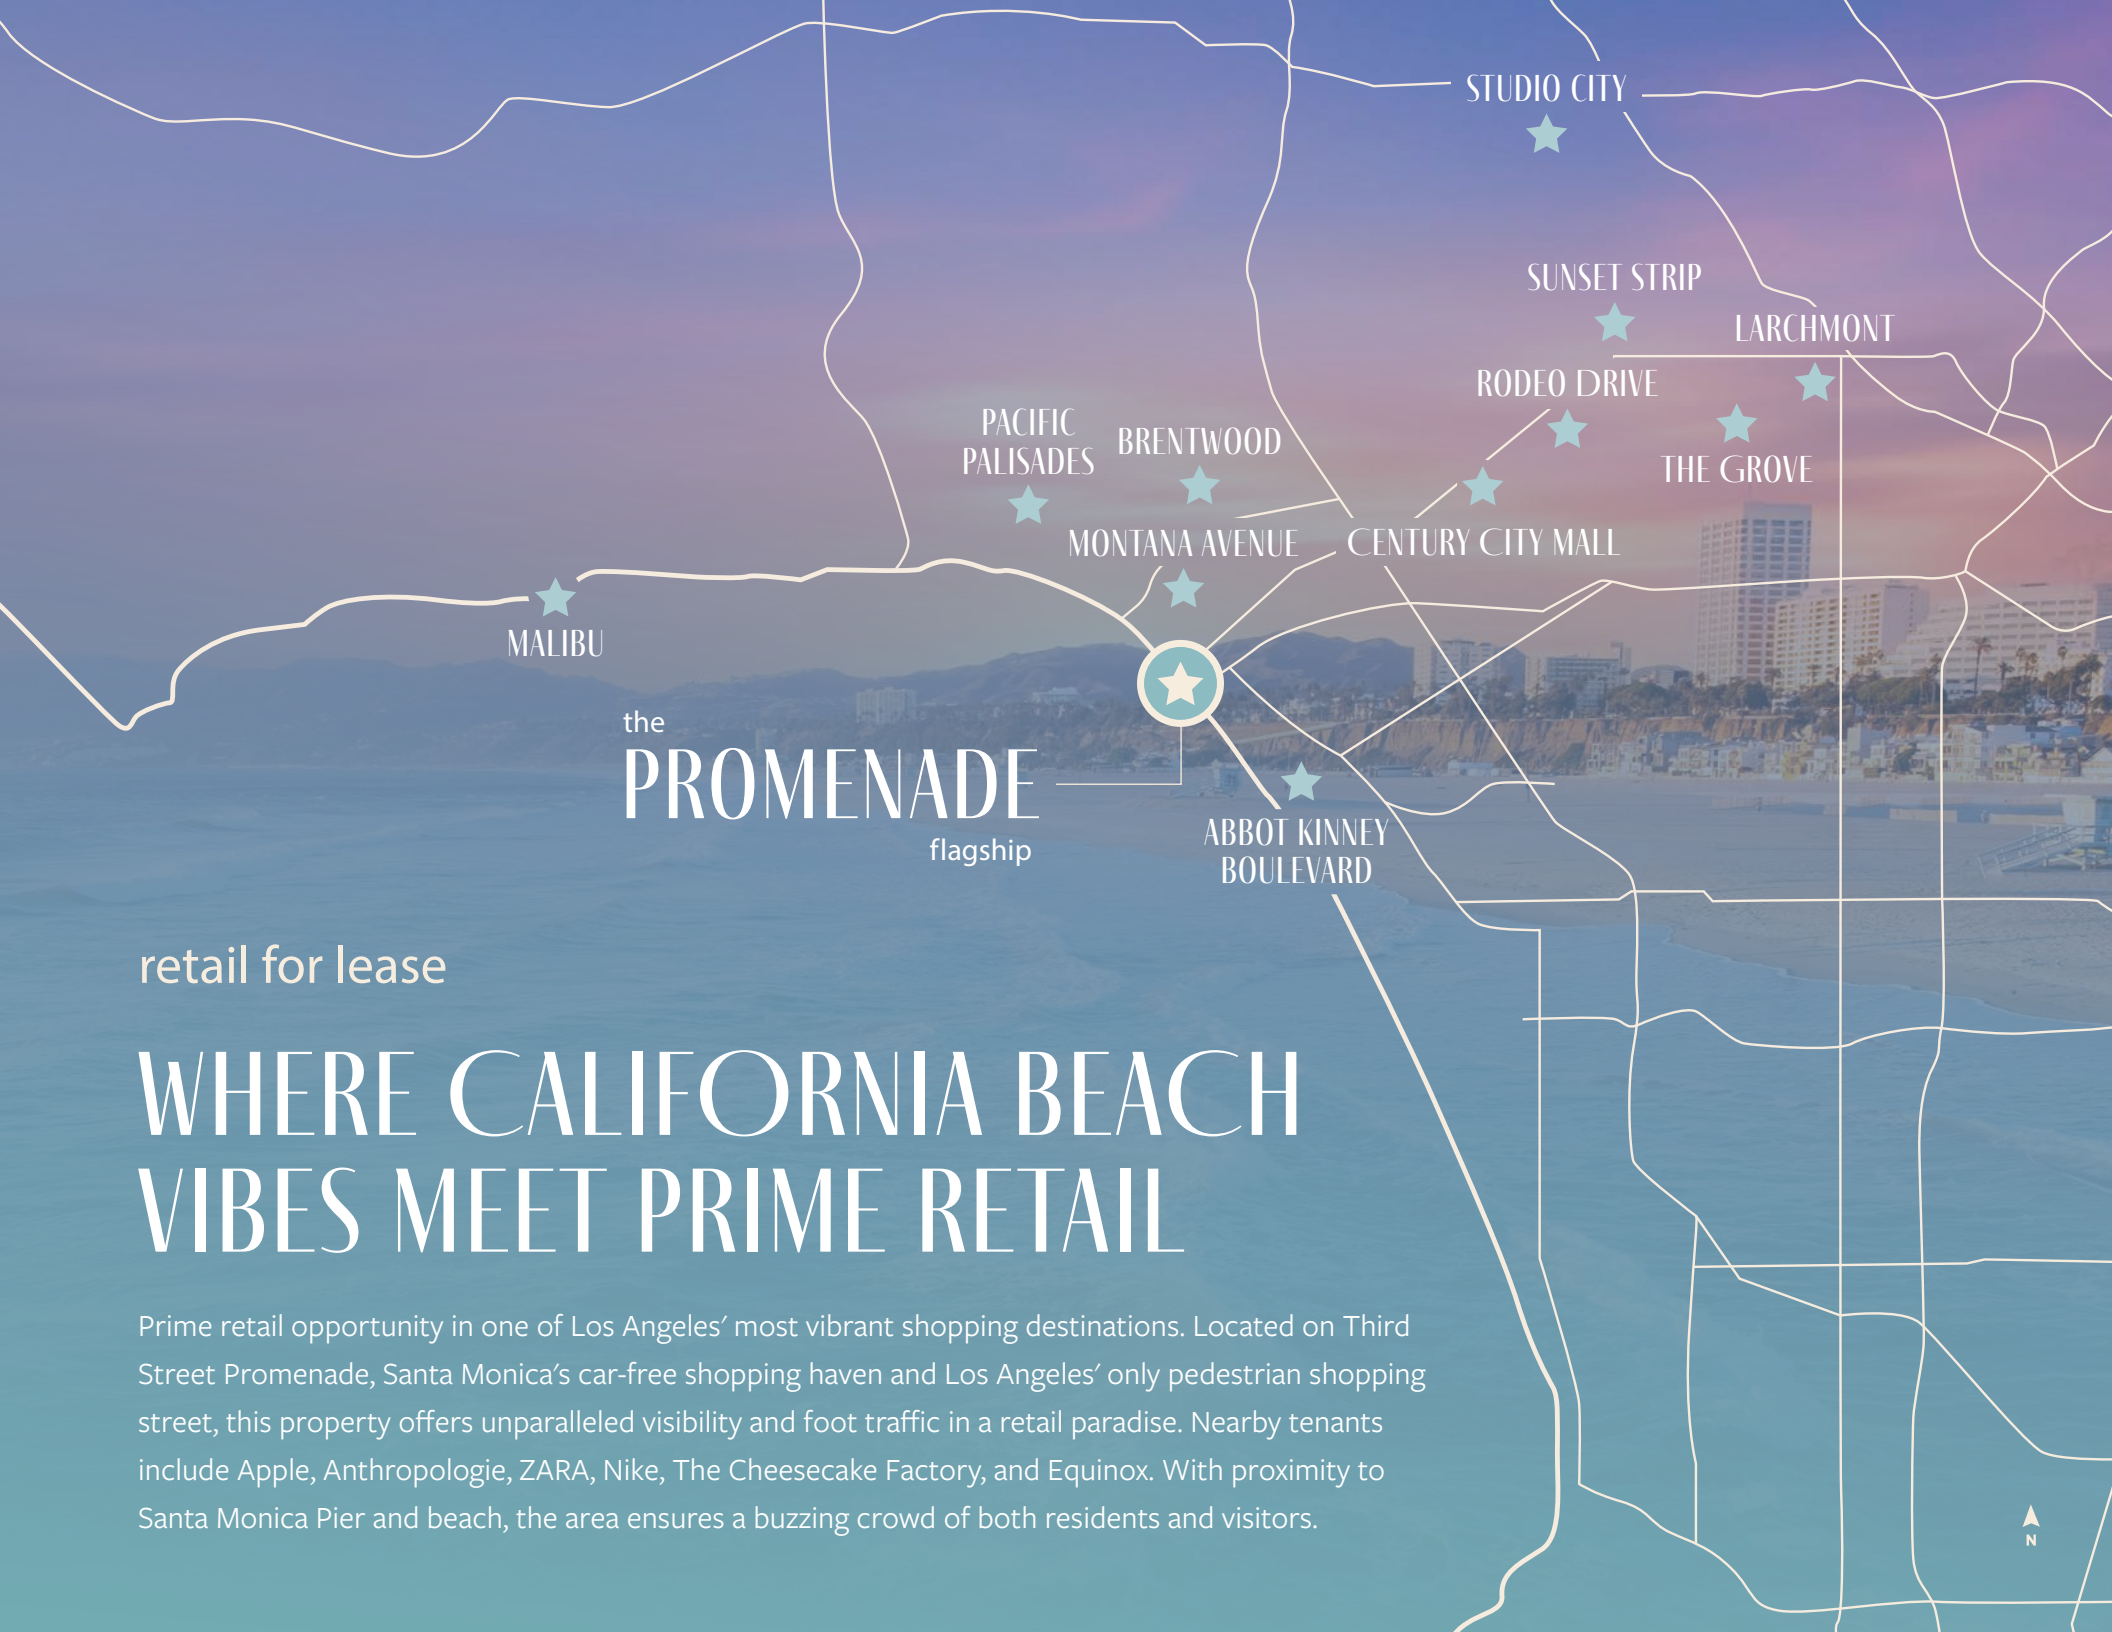 STUDIO CITY
SUNSET STRIP
LARCHMONT
RODEO DRIVE
PACIFIC
PALISADES
BRENTWOOD
THE GROVE
MONTANA AVENUE
CENTURY CITY MALL
MALIBU
the
PROMENADE
flagship
ABBOT KINNEY
BOULEVARD
retail for lease
WHERE CALIFORNIA BEACH
VIBES MEET PRIME RETAIL
Prime retail opportunity in one of Los Angeles’ most vibrant shopping destinations. Located on Third
Street Promenade, Santa Monica’s car-free shopping haven and Los Angeles’ only pedestrian shopping
street, this property offers unparalleled visibility and foot traffic in a retail paradise. Nearby tenants
include Apple, Anthropologie, ZARA, Nike, The Cheesecake Factory, and Equinox. With proximity to
Santa Monica Pier and beach, the area ensures a buzzing crowd of both residents and visitors.
N